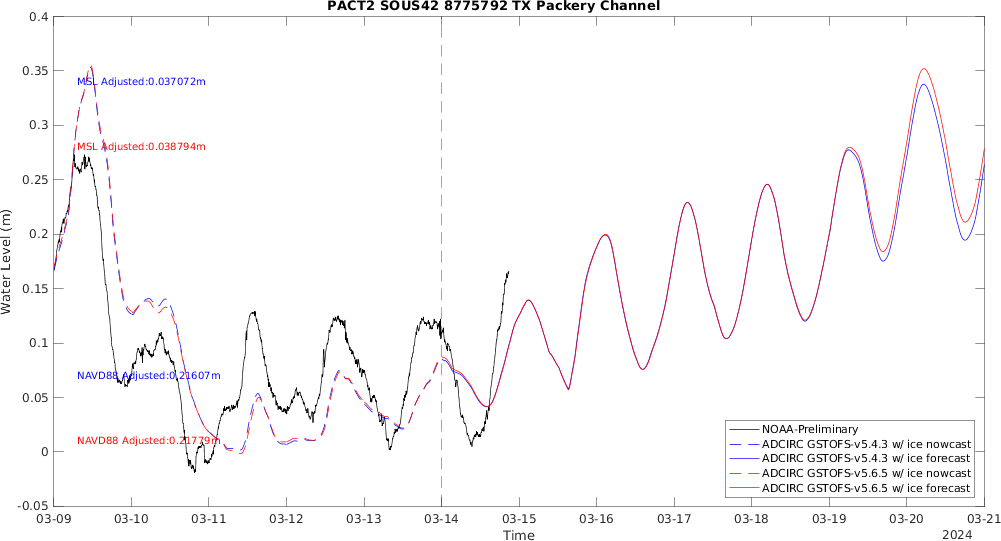 PACT2 SOUS42 8775792 TX Packery Channel
0.4
0.35
0.3
0.25
0.2
0.15
0.1
0.05
0
-0.05
Water Level (m)
MSL Adjusted:0.037072m
MSL Adjusted:0.038794m
NAVD88 Adjusted:0.21607m
NAVD88 Adjusted:0.21779m
NOAA-Preliminary
ADCIRC GSTOFS-v5.4.3 w/ ice nowcast
ADCIRC GSTOFS-v5.4.3 w/ ice forecast
ADCIRC GSTOFS-v5.6.5 w/ ice nowcast
ADCIRC GSTOFS-v5.6.5 w/ ice forecast
03-09 03-10 03-11 03-12 03-13 03-14 03-15 03-16 03-17 03-18 03-19 03-20 03-21
Time
2024